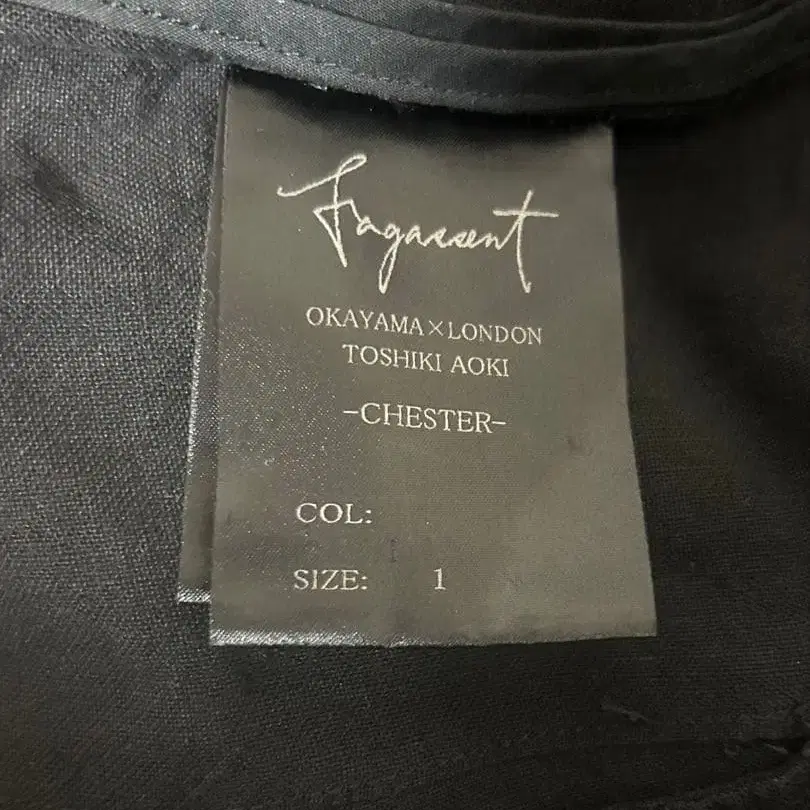 Fagassent
OKAYAMA×LONDON
TOSHIKI AOKI
-CHESTER-
COL:
SIZE: 1